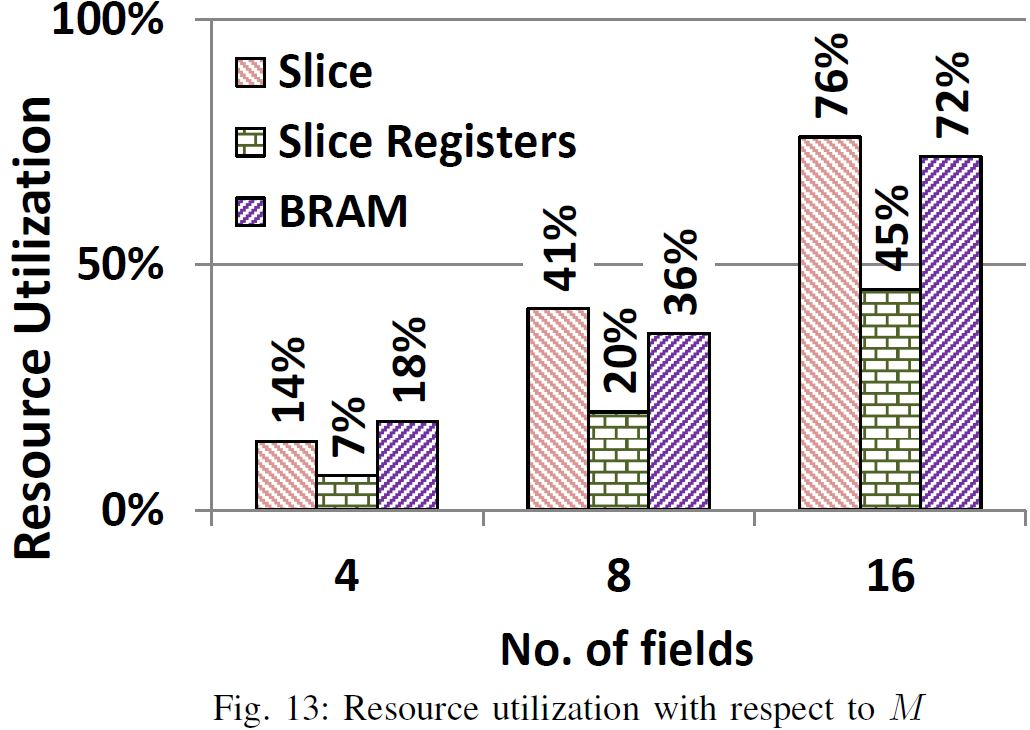 100%
50%
0%
Resource Utilization
Slice
Slice Registers
BRAM
14%
7%
18%
41%
20%
36%
76%
45%
72%
4
8
16
No. of fields
Fig. 13: Resource utilization with respect to M